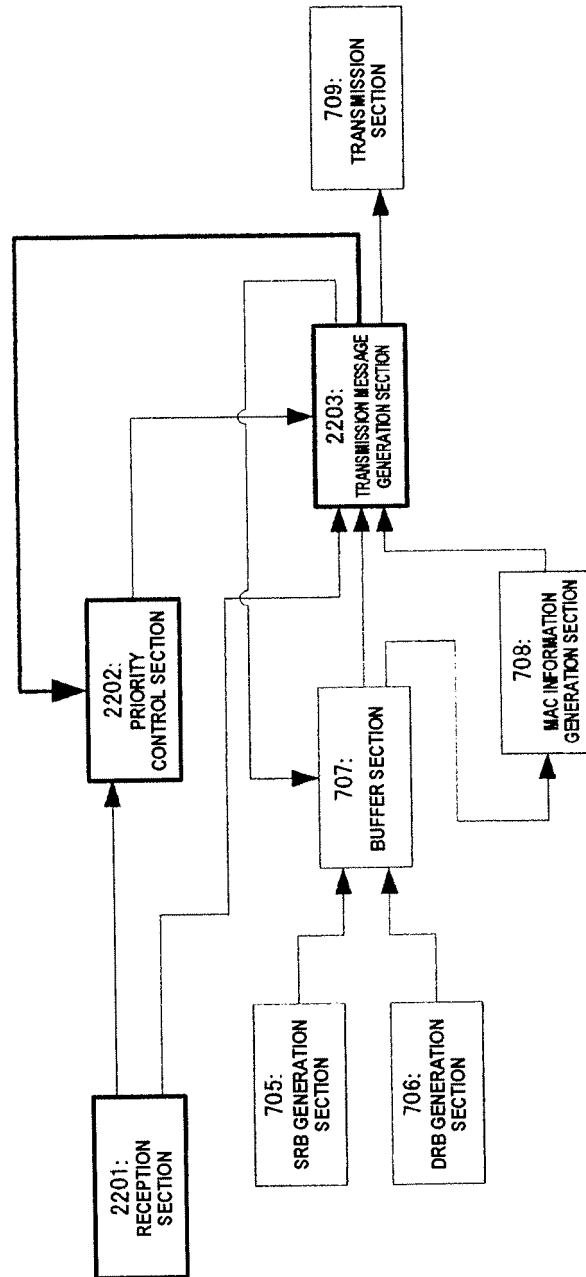 2201:
RECEPTION
SECTION
2202:
PRIORITY
CONTROL SECTION
705:
SRB GENERATION
SECTION
706:
DRB GENERATION
SECTION
707:
BUFFER SECTION
708:
MAC INFORMATION
GENERATION SECTION
2203:
TRANSMISSION MESSAGE
GENERATION SECTION
709:
TRANSMISSION
SECTION